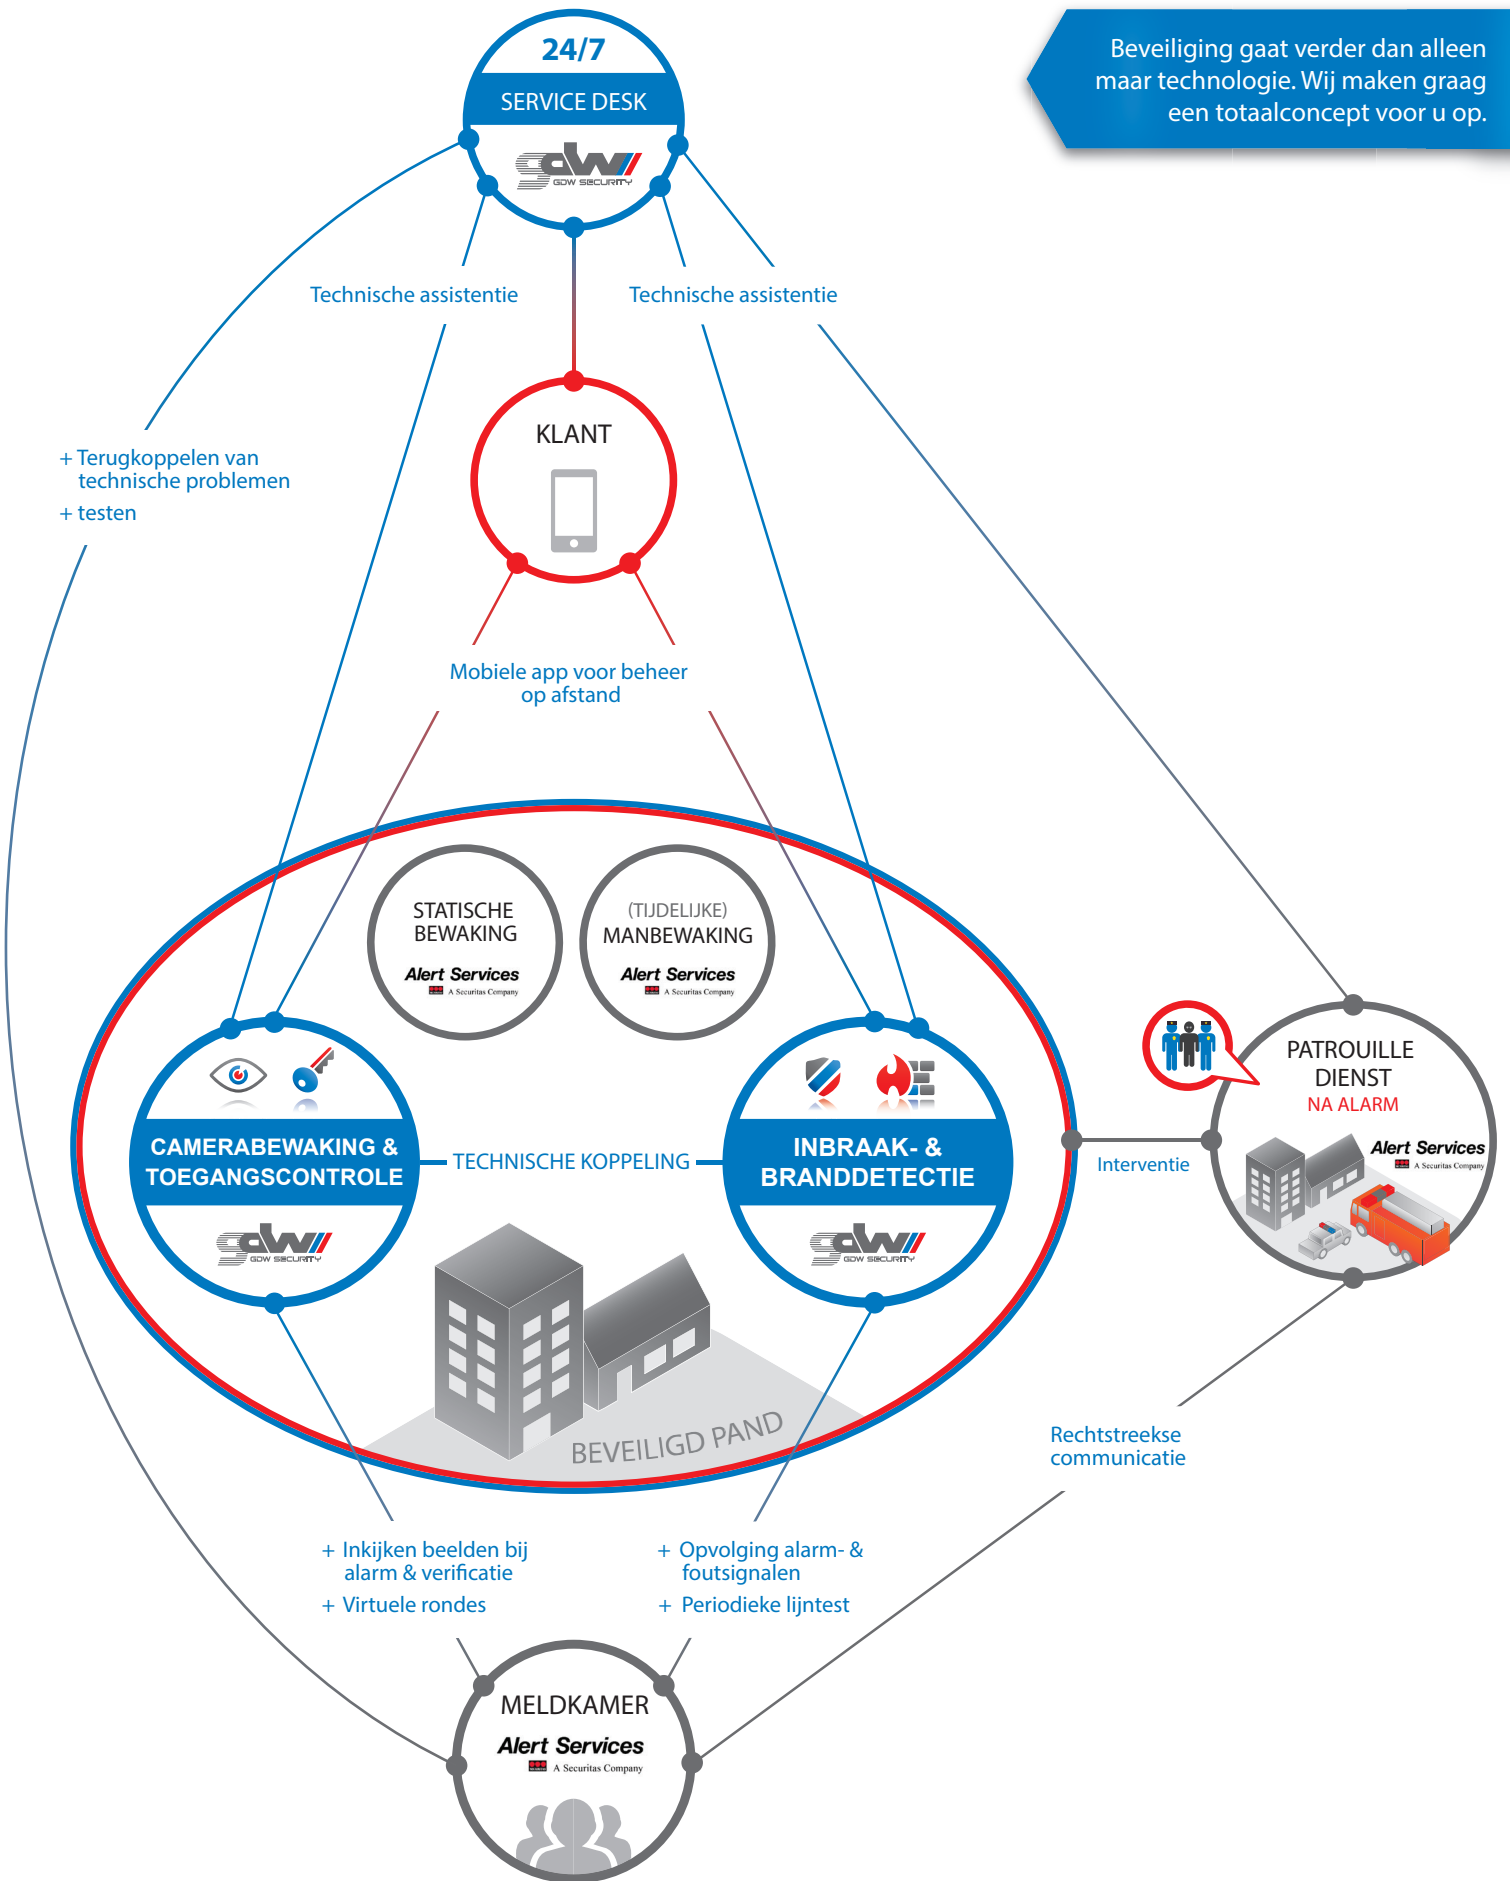 24/7
SERVICE DESK
gdw
GDW SECURITY
Beveiliging gaat verder dan alleen
maar technologie. Wij maken graag
een totaalconcept voor u op.
Technische assistentie
Technische assistentie
KLANT
+ Terugkoppelen van
technische problemen
+ testen
Mobiele app voor beheer
op afstand
STATISCHE
BEWAKING
Alert Services
A Securitas Company
(TIJDELIJKE)
MANBEWAKING
Alert Services
A Securitas Company
CAMERABEWAKING &
TOEGANGSCONTROLE
gdw
GDW SECURITY
TECHNISCHE KOPPELING
INBRAAK- &
BRANDDETECTIE
gdw
GDW SECURITY
Interventie
PATROUILLE
DIENST
NA ALARM
Alert Services
A Securitas Company
BEVEILIGD PAND
Rechtstreekse
communicatie
+ Inkijken beelden bij
alarm & verificatie
+ Virtuele rondes
+ Opvolging alarm- &
foutsignalen
+ Periodieke lijntest
MELDKAMER
Alert Services
A Securitas Company